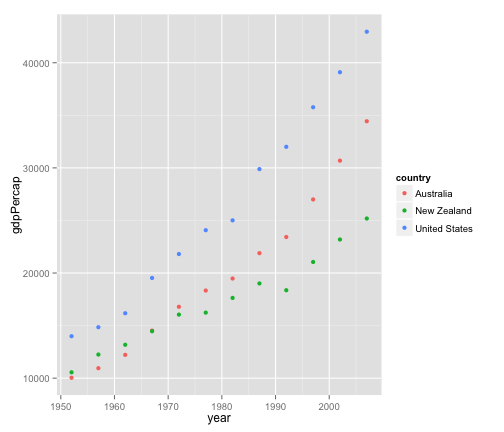 40000
30000
20000
10000
gdpPercap
1950 1960 1970 1980 1990 2000
year
country
Australia
New Zealand
United States